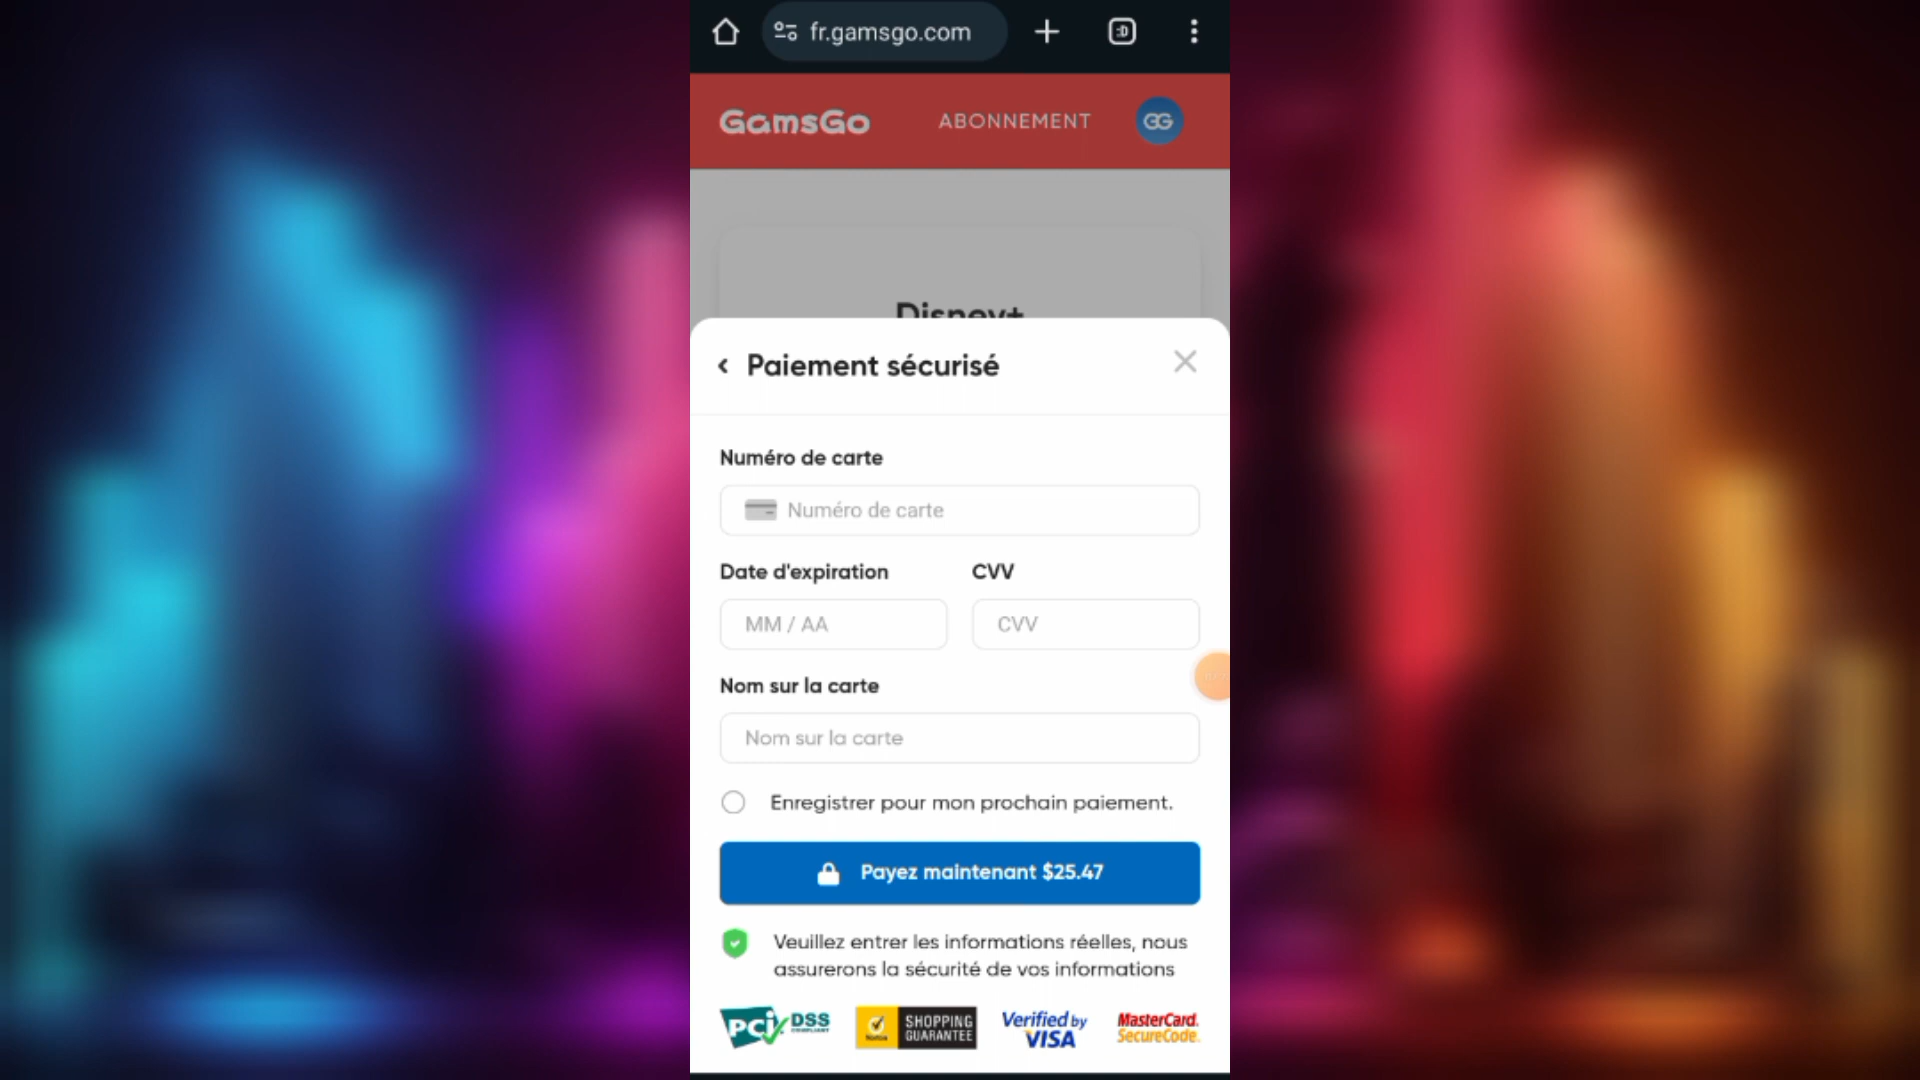 fr.gamsgo.com
:D
GamsGo
ABONNEMENT
GG
Disney+
Paiement sécurisé
Numéro de carte
Numéro de carte
Date d'expiration
CVV
MM / AA
CVV
Nom sur la carte
Nom sur la carte
Enregistrer pour mon prochain paiement.
Payez maintenant $25.47
Veuillez entrer les informations réelles, nous
assurerons la sécurité de vos informations
PCI DSS
COMPLIANT
Norton
SHOPPING
GUARANTEE
Verified by
VISA
MasterCard.
SecureCode.